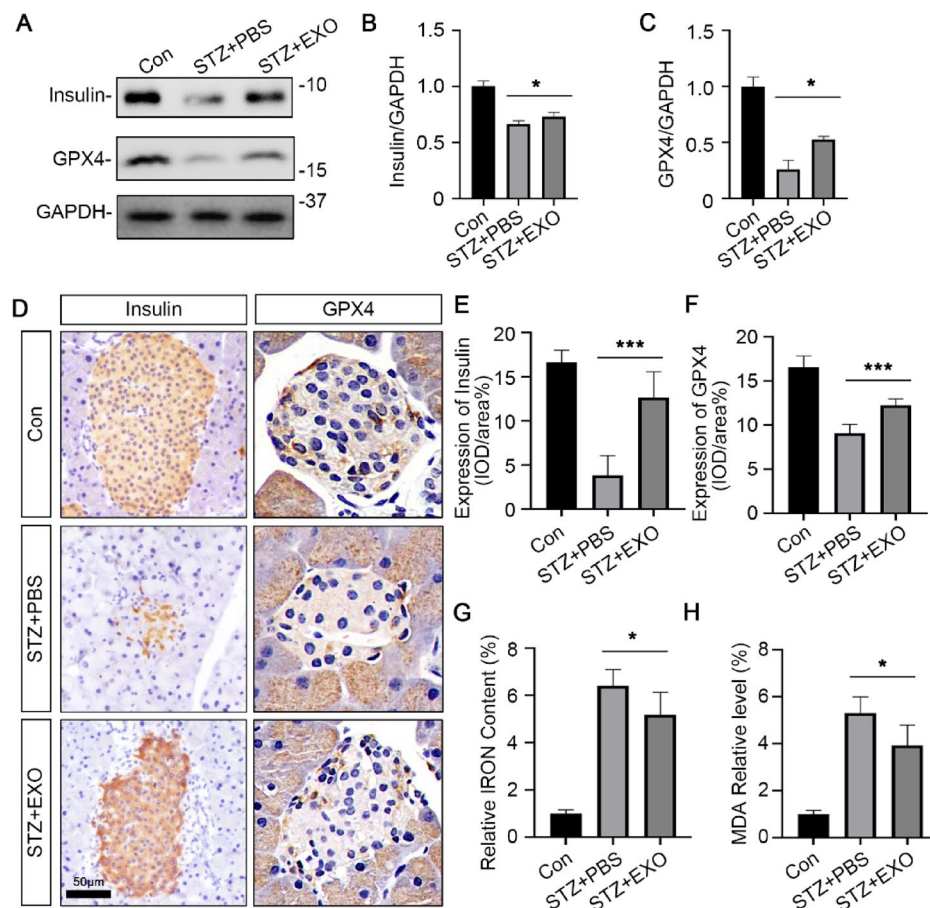 A
Con
STZ+PBS
STZ+EXO
Insulin-
-10
GPX4-
-15
GAPDH-
-37
B
Insulin/GAPDH
1.5
1.0
0.5
0
*
Con
STZ+PBS
STZ+EXO
C
GPX4/GAPDH
1.5
1.0
0.5
0
*
Con
STZ+PBS
STZ+EXO
D
Insulin
GPX4
Con
STZ+PBS
STZ+EXO
50μm
E
Expression of Insulin
(IOD/area%)
20
15
10
5
0
***
Con
STZ+PBS
STZ+EXO
F
Expression of GPX4
(IOD/area%)
20
15
10
5
0
***
Con
STZ+PBS
STZ+EXO
G
Relative IRON Content (%)
8
6
4
2
0
*
Con
STZ+PBS
STZ+EXO
H
MDA Relative level (%)
8
6
4
2
0
*
Con
STZ+PBS
STZ+EXO